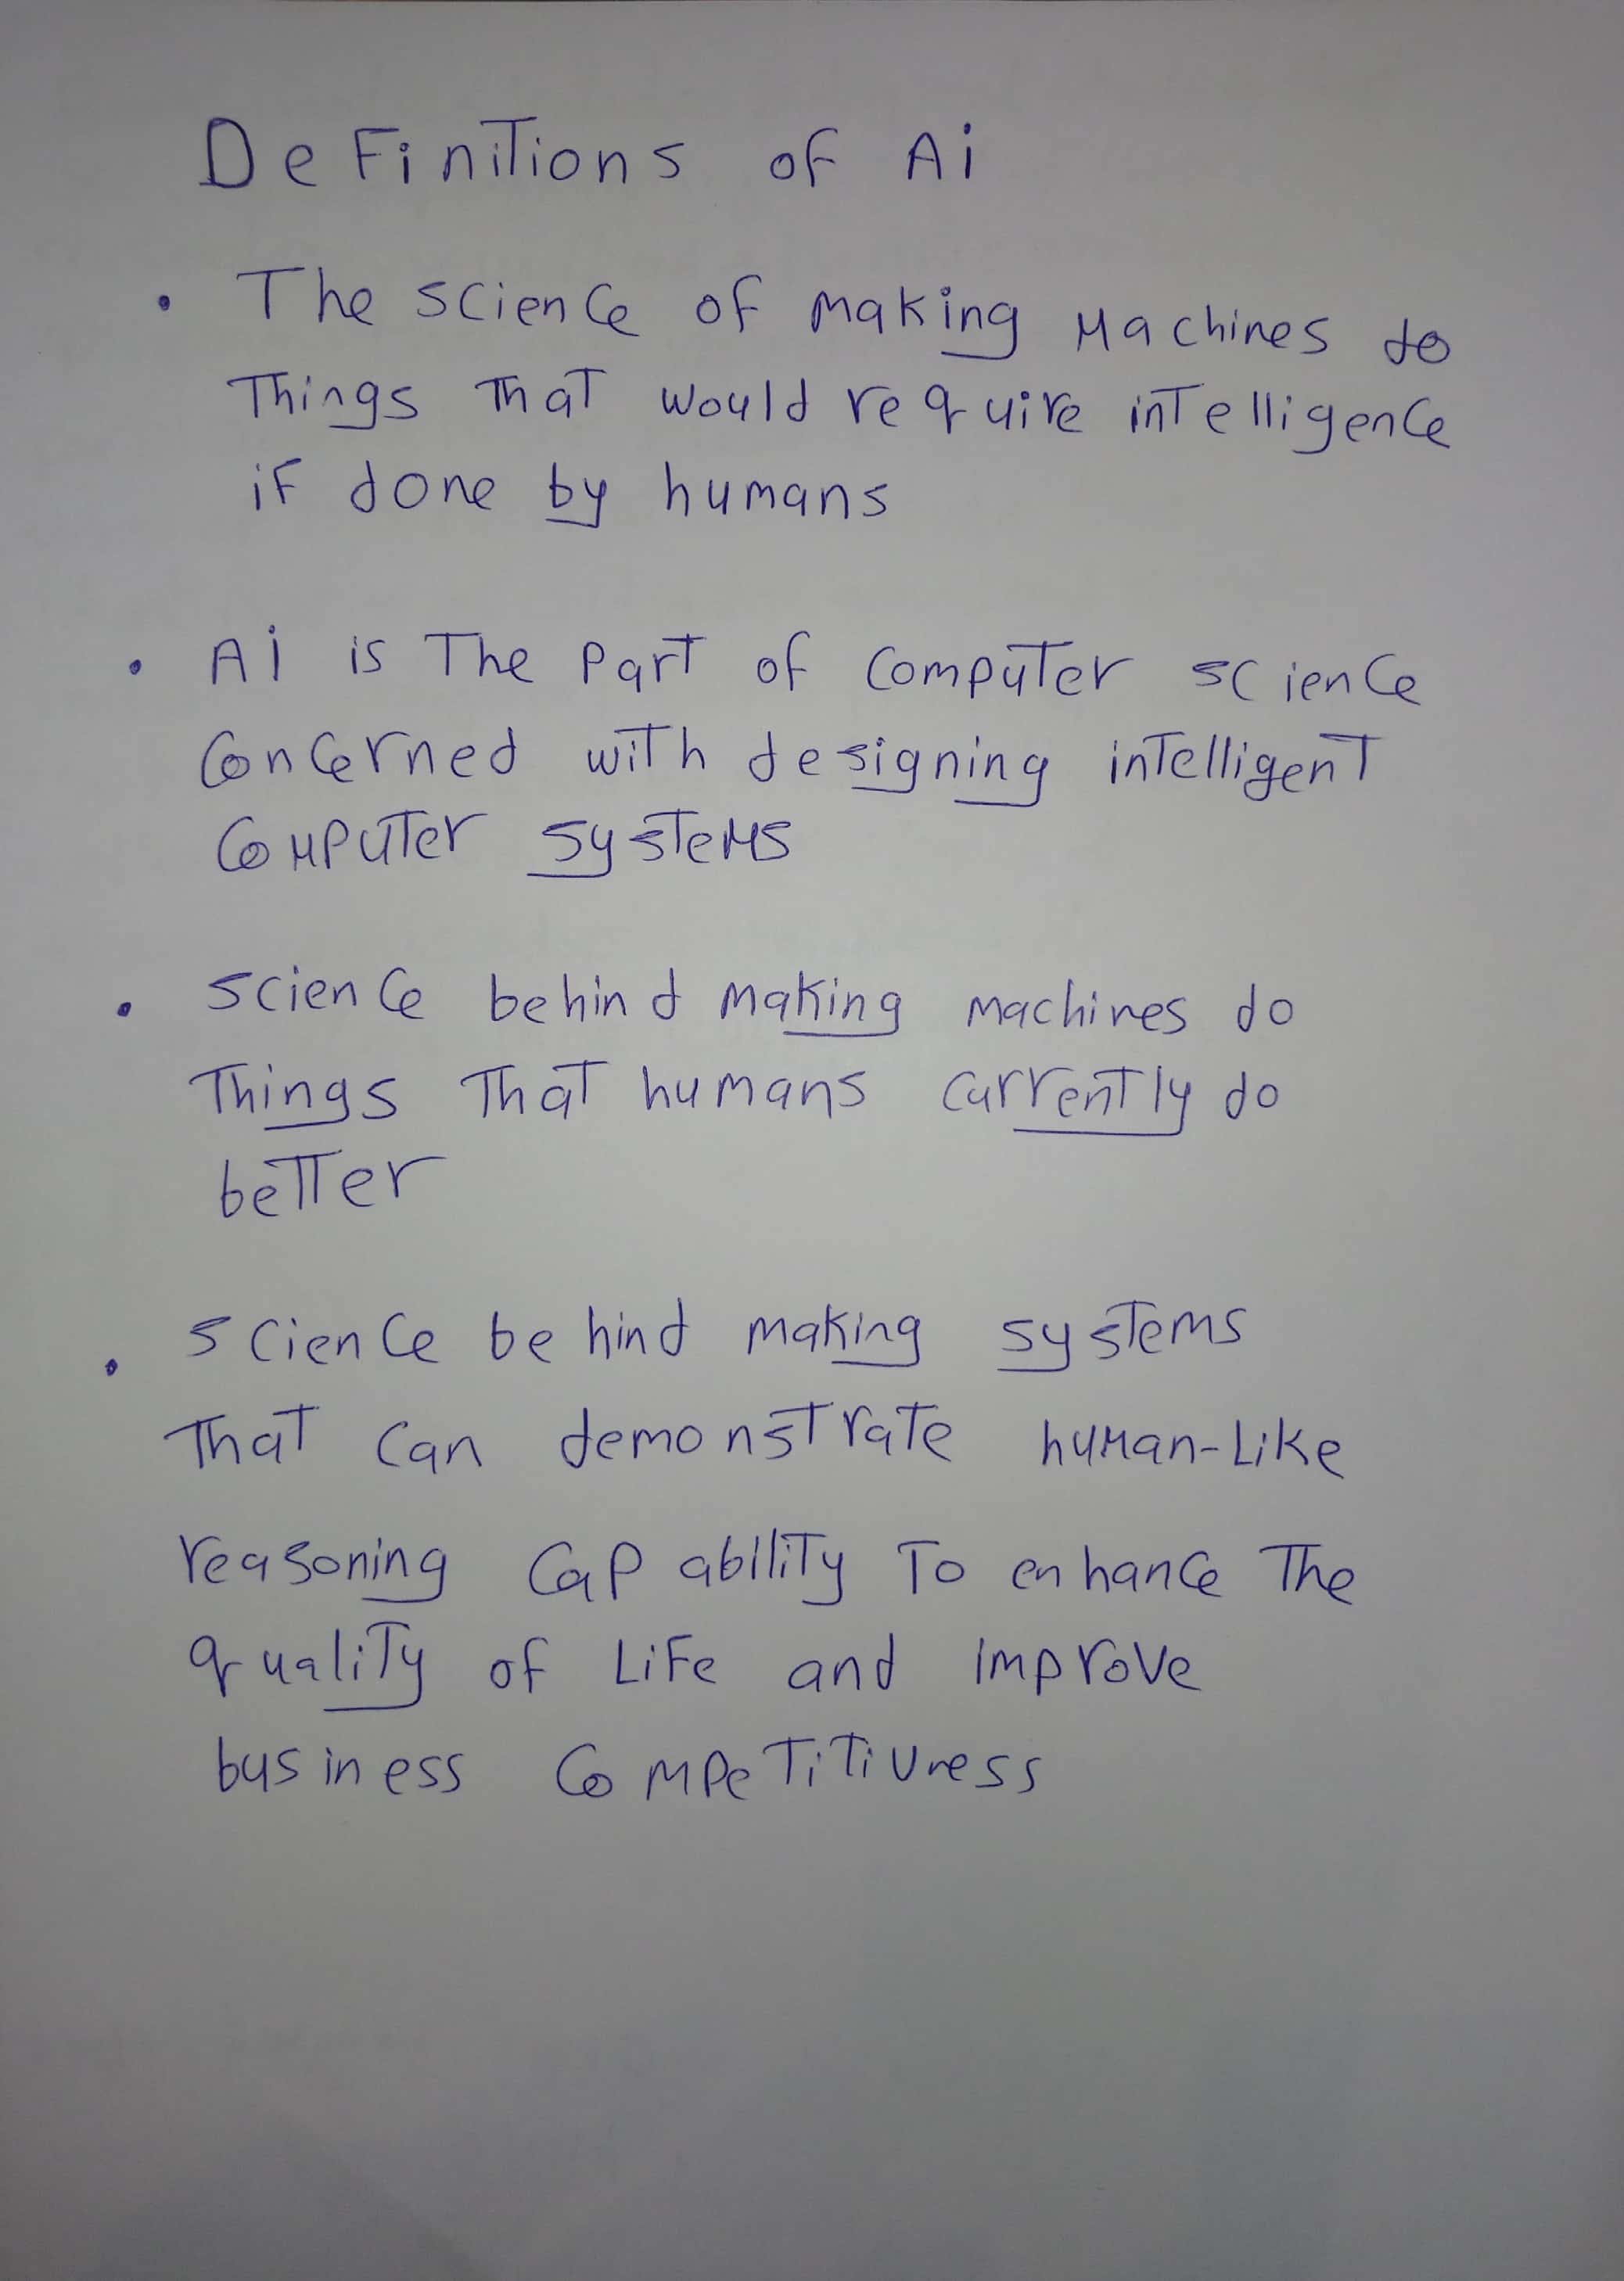 Definitions of Ai
• The science of making machines do
Things That would require intelligence
if done by humans
• Ai is The Part of computer science
Concerned with designing intelligent
Computer systems
• science behind making machines do
Things That humans currently do
better
• science behind making systems
That can demonstrate human-Like
reasoning Capability To enhance The
quality of Life and improve
business Competitivness